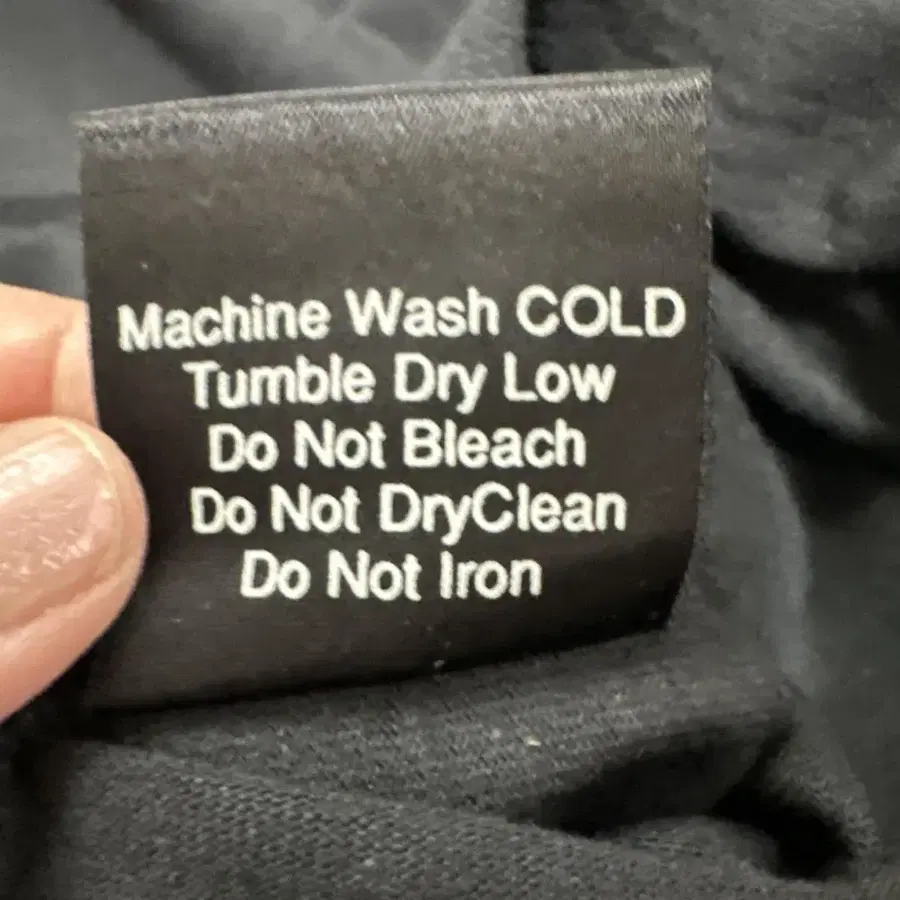 Machine Wash COLD
Tumble Dry Low
Do Not Bleach
Do Not DryClean
Do Not Iron